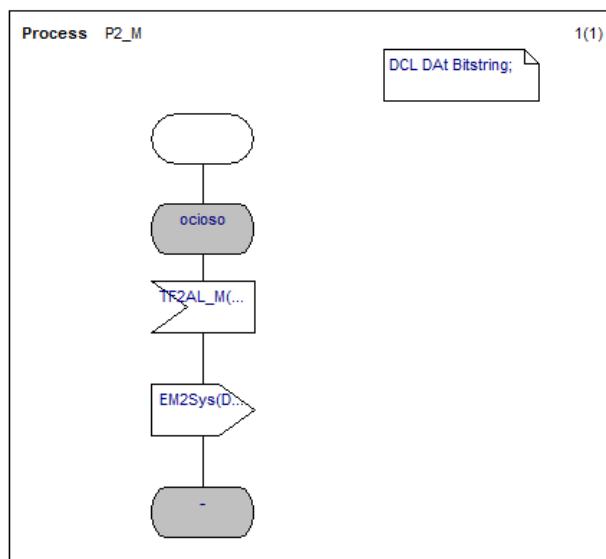 Process P2_M 1(1)
DCL DAt Bitstring;
ocioso
TF2AL_M(...
EM2Sys(D...
-